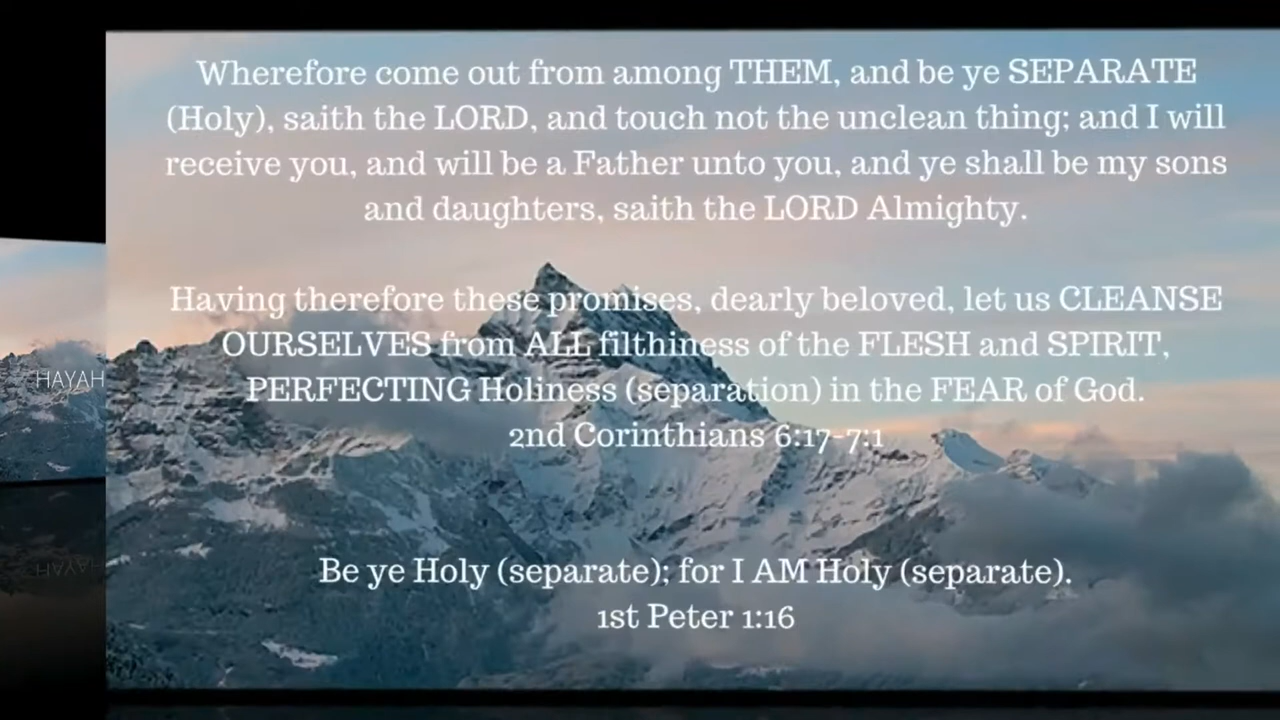 Wherefore come out from among THEM, and be ye SEPARATE
(Holy), saith the LORD, and touch not the unclean thing; and I will
receive you, and will be a Father unto you, and ye shall be my sons
and daughters, saith the LORD Almighty.
Having therefore these promises, dearly beloved, let us CLEANSE
OURSELVES from ALL filthiness of the FLESH and SPIRIT,
PERFECTING Holiness (separation) in the FEAR of God.
2nd Corinthians 6:17-7:1
Be ye Holy (separate); for I AM Holy (separate).
1st Peter 1:16
HAYAH
HAYAH